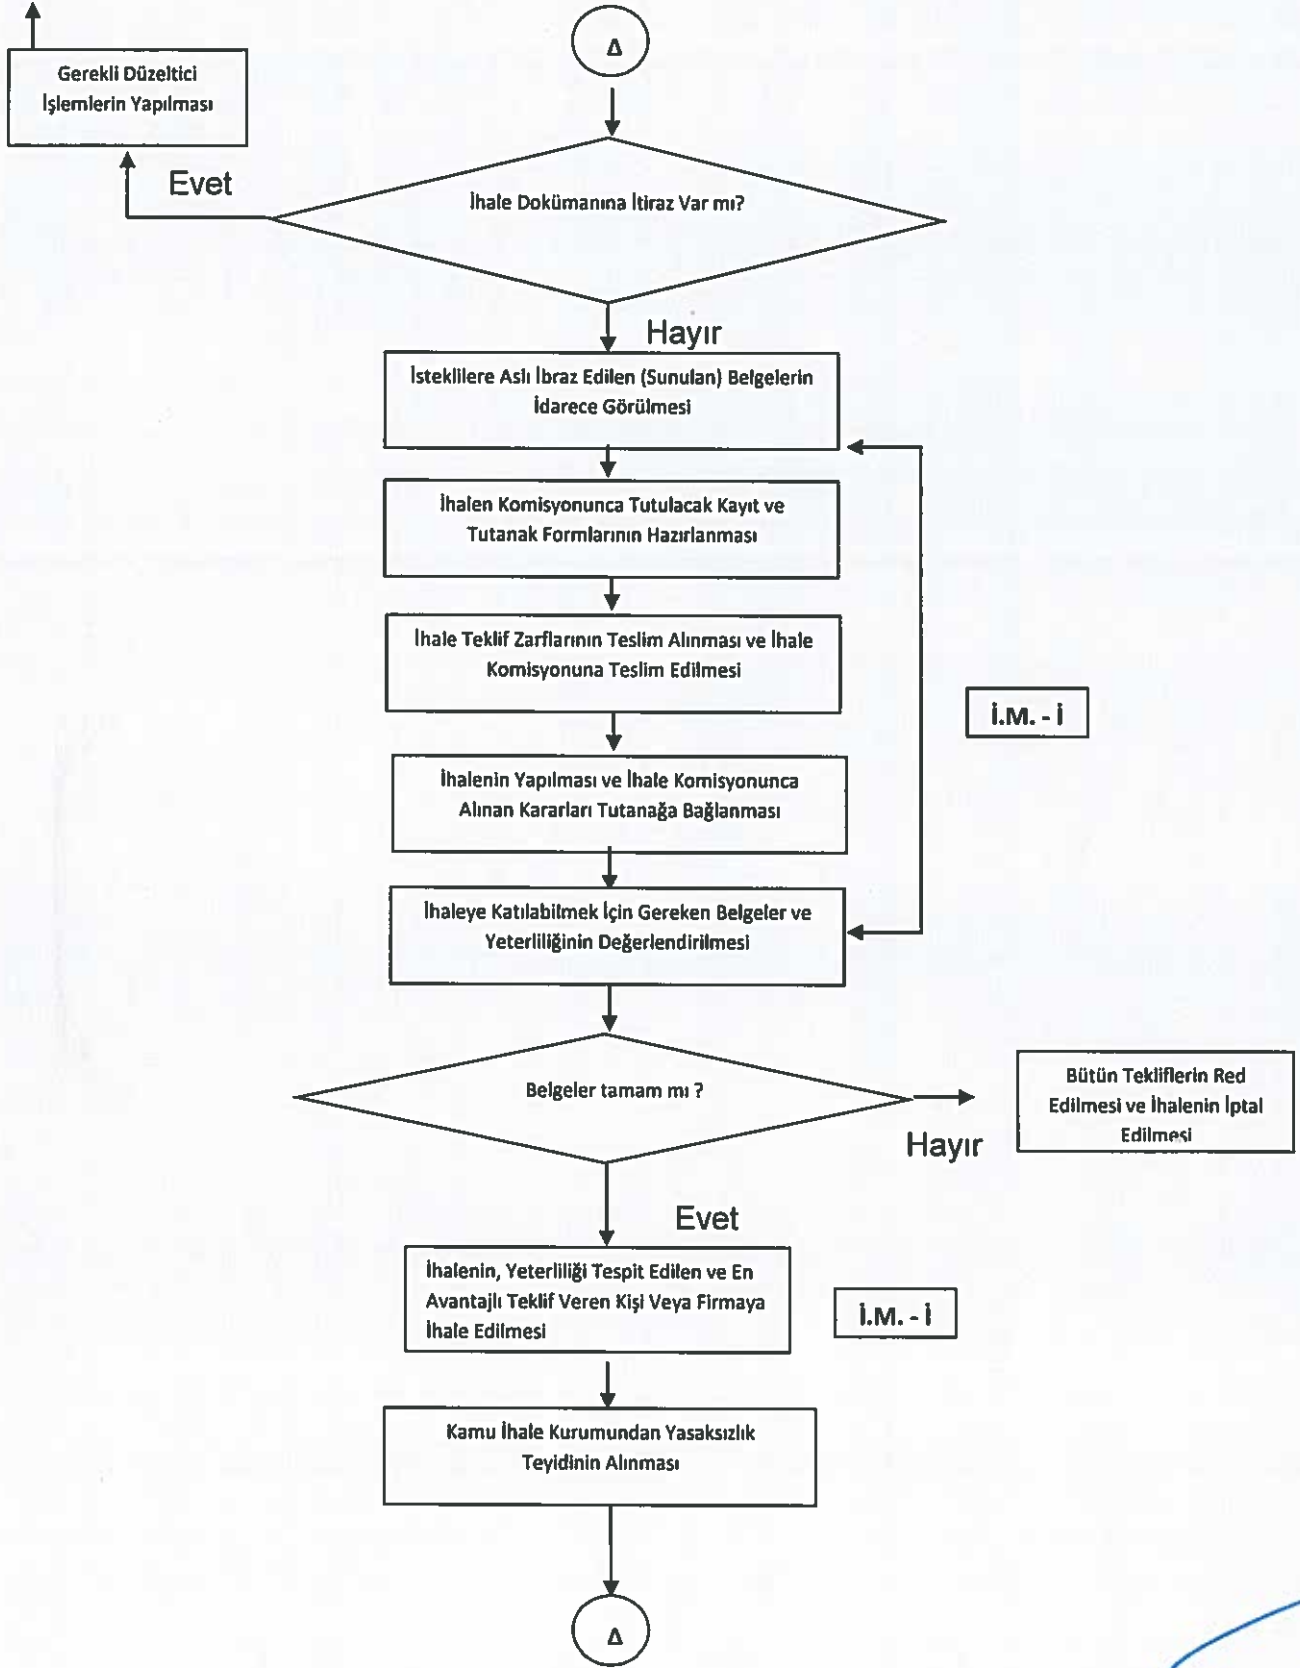 Δ
Gerekli Düzeltici
İşlemlerin Yapılması
Evet
İhale Dokümanına İtiraz Var mı?
Hayır
İsteklilere Aslı İbraz Edilen (Sunulan) Belgelerin
İdarece Görülmesi
İhalen Komisyonunca Tutulacak Kayıt ve
Tutanak Formlarının Hazırlanması
İhale Teklif Zarflarının Teslim Alınması ve İhale
Komisyonuna Teslim Edilmesi
İ.M. - İ
İhalenin Yapılması ve İhale Komisyonunca
Alınan Kararları Tutanağa Bağlanması
İhaleye Katılabilmek İçin Gereken Belgeler ve
Yeterliliğinin Değerlendirilmesi
Belgeler tamam mı ?
Hayır
Bütün Tekliflerin Red
Edilmesi ve İhalenin İptal
Edilmesi
Evet
İhalenin, Yeterliliği Tespit Edilen ve En
Avantajlı Teklif Veren Kişi Veya Firmaya
İhale Edilmesi
İ.M. - İ
Kamu İhale Kurumundan Yasaksızlık
Teyidinin Alınması
Δ